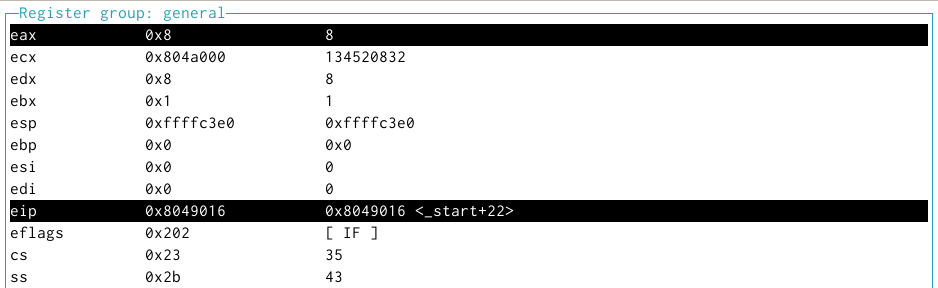 Register group: general
eax 0x8 8
ecx 0x804a000 134520832
edx 0x8 8
ebx 0x1 1
esp 0xffffc3e0 0xffffc3e0
ebp 0x0 0x0
esi 0x0 0
edi 0x0 0
eip 0x8049016 0x8049016 <_start+22>
eflags 0x202 [ IF ]
cs 0x23 35
ss 0x2b 43